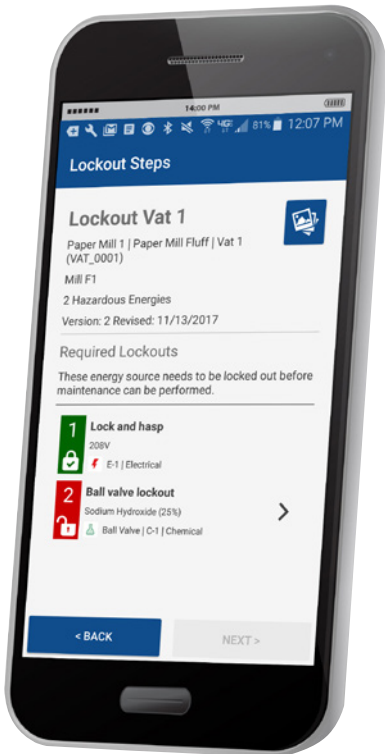 14:00 PM
4G 81% 12:07 PM
Lockout Steps
Lockout Vat 1
Paper Mill 1 | Paper Mill Fluff | Vat 1
(VAT_0001)
Mill F1
2 Hazardous Energies
Version: 2 Revised: 11/13/2017
Required Lockouts
These energy source needs to be locked out before
maintenance can be performed.
1 Lock and hasp
208V
E-1 | Electrical
2 Ball valve lockout
Sodium Hydroxide (25%)
Ball Valve | C-1 | Chemical
< BACK
NEXT >